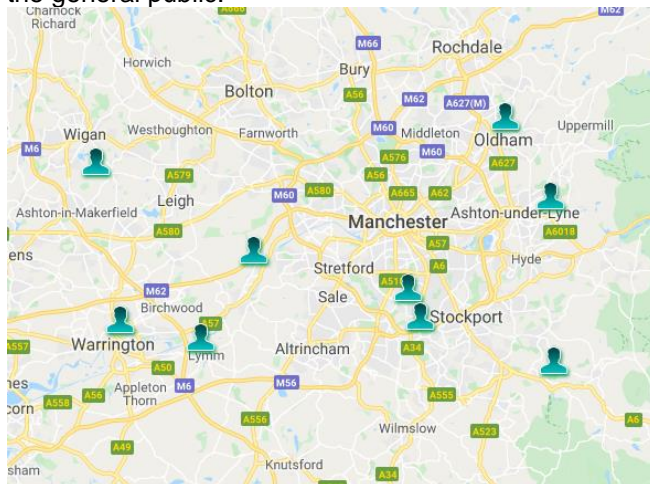 the general public.
Charnock
Richard
A666
M62
M66
Rochdale
Horwich
Bury
A56
Bolton
M62
A627(M)
Wigan
Westhoughton
Farnworth
M60
Middleton
Oldham
Uppermill
M6
A576
M60
A627
A579
A56
Leigh
M60
A580
A665
A62
Ashton-in-Makerfield
Manchester
Ashton-under-Lyne
A580
A57
A6018
ens
Stretford
A6
Hyde
M62
A51
Birchwood
Sale
A57
Stockport
A557
Warrington
Lymm
Altrincham
A34
A50
nes
Appleton
Thorn
M6
M56
A555
corn
A558
A56
A556
A6
Wilmslow
A523
A49
Knutsford
sham
A34